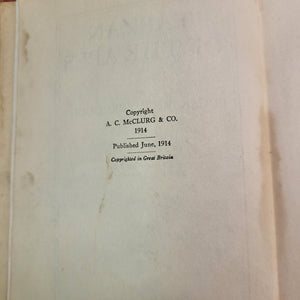 Copyright
A. C. McCLURG & CO.
1914
Published June, 1914
Copyrighted in Great Britain